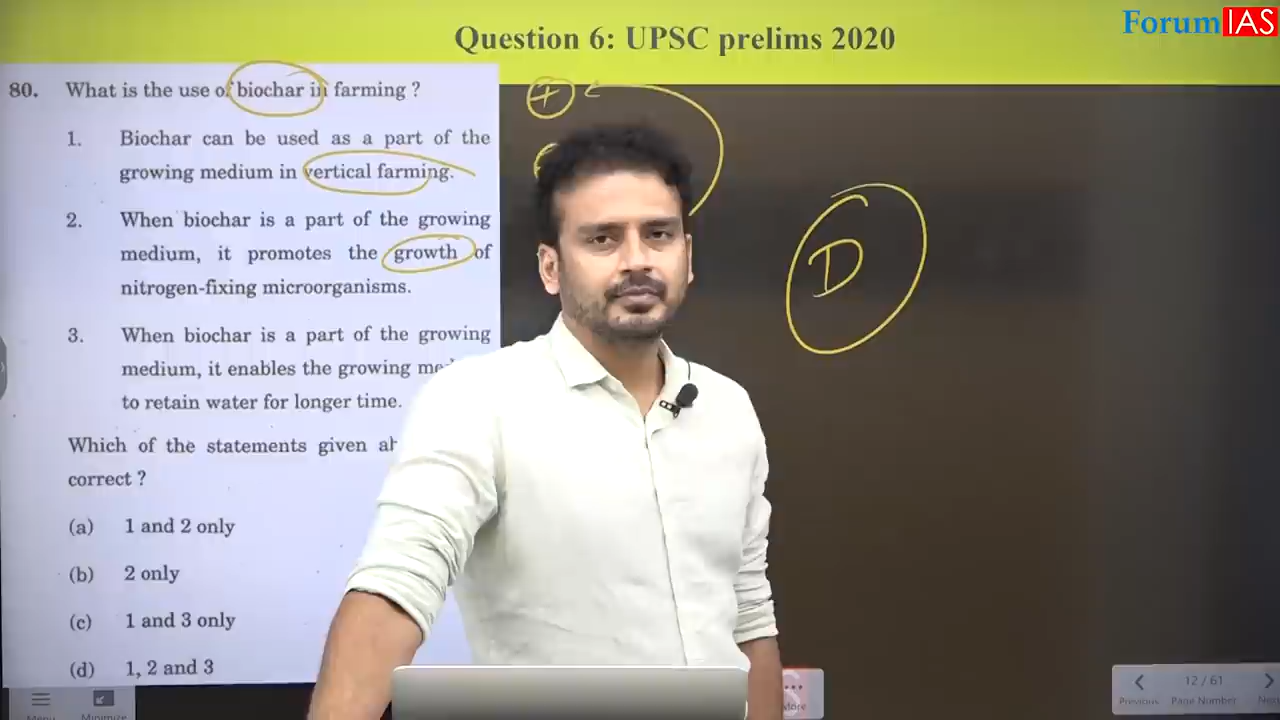 ForumIAS
Question 6: UPSC prelims 2020
80. What is the use of biochar in farming ?
1. Biochar can be used as a part of the
growing medium in vertical farming.
2. When biochar is a part of the growing
medium, it promotes the growth of
nitrogen-fixing microorganisms.
3. When biochar is a part of the growing
medium, it enables the growing
to retain water for longer time.
Which of the statements given
correct ?
(a) 1 and 2 only
(b) 2 only
(c) 1 and 3 only
(d) 1, 2 and 3
+
D
Menu
Minimize
More
12 / 61
Previous Page Number